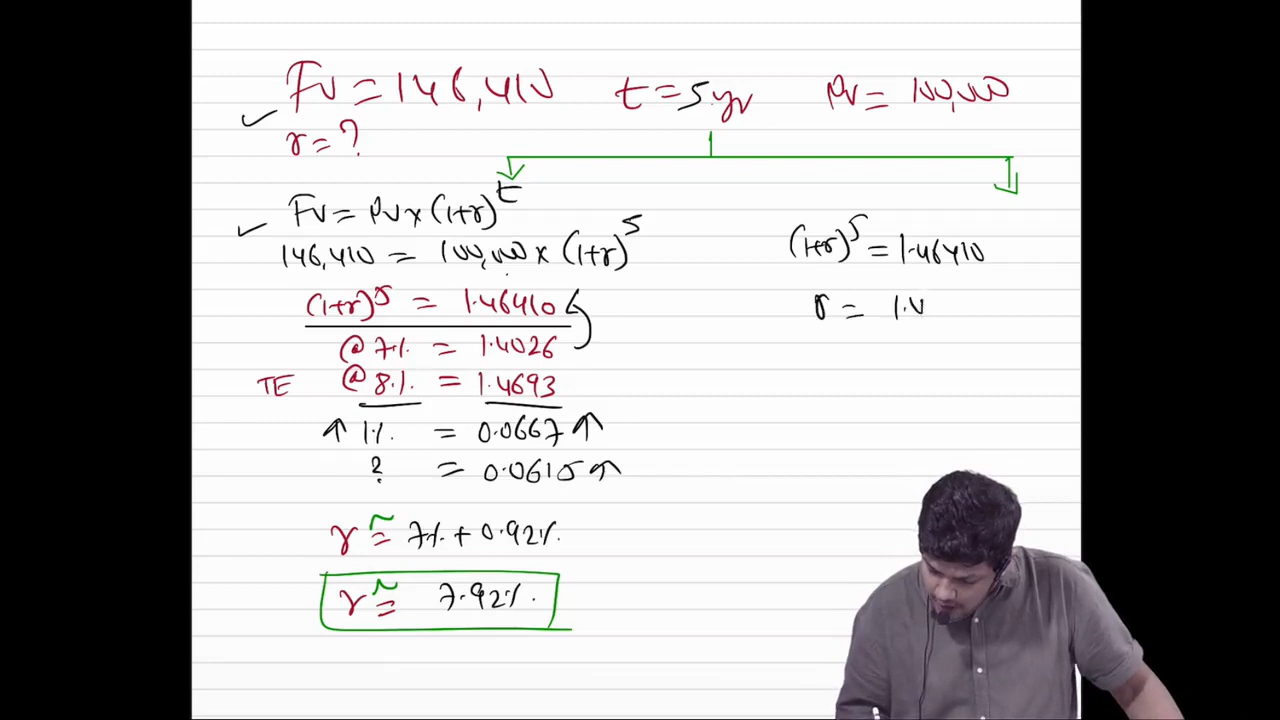 FV = 146,410 t = 5 yr PV = 100,000
r = ?
FV = PV x (1+r)^t
146,410 = 100,000 x (1+r)^5
(1+r)^5 = 1.46410
@ 7% = 1.4026
TE @ 8% = 1.4693
↑ 1% = 0.0667 ↑
? = 0.0615 ↑
r ≅ 7% + 0.92%
r ≅ 7.92%
(1+r)^5 = 1.46410
r = 1.